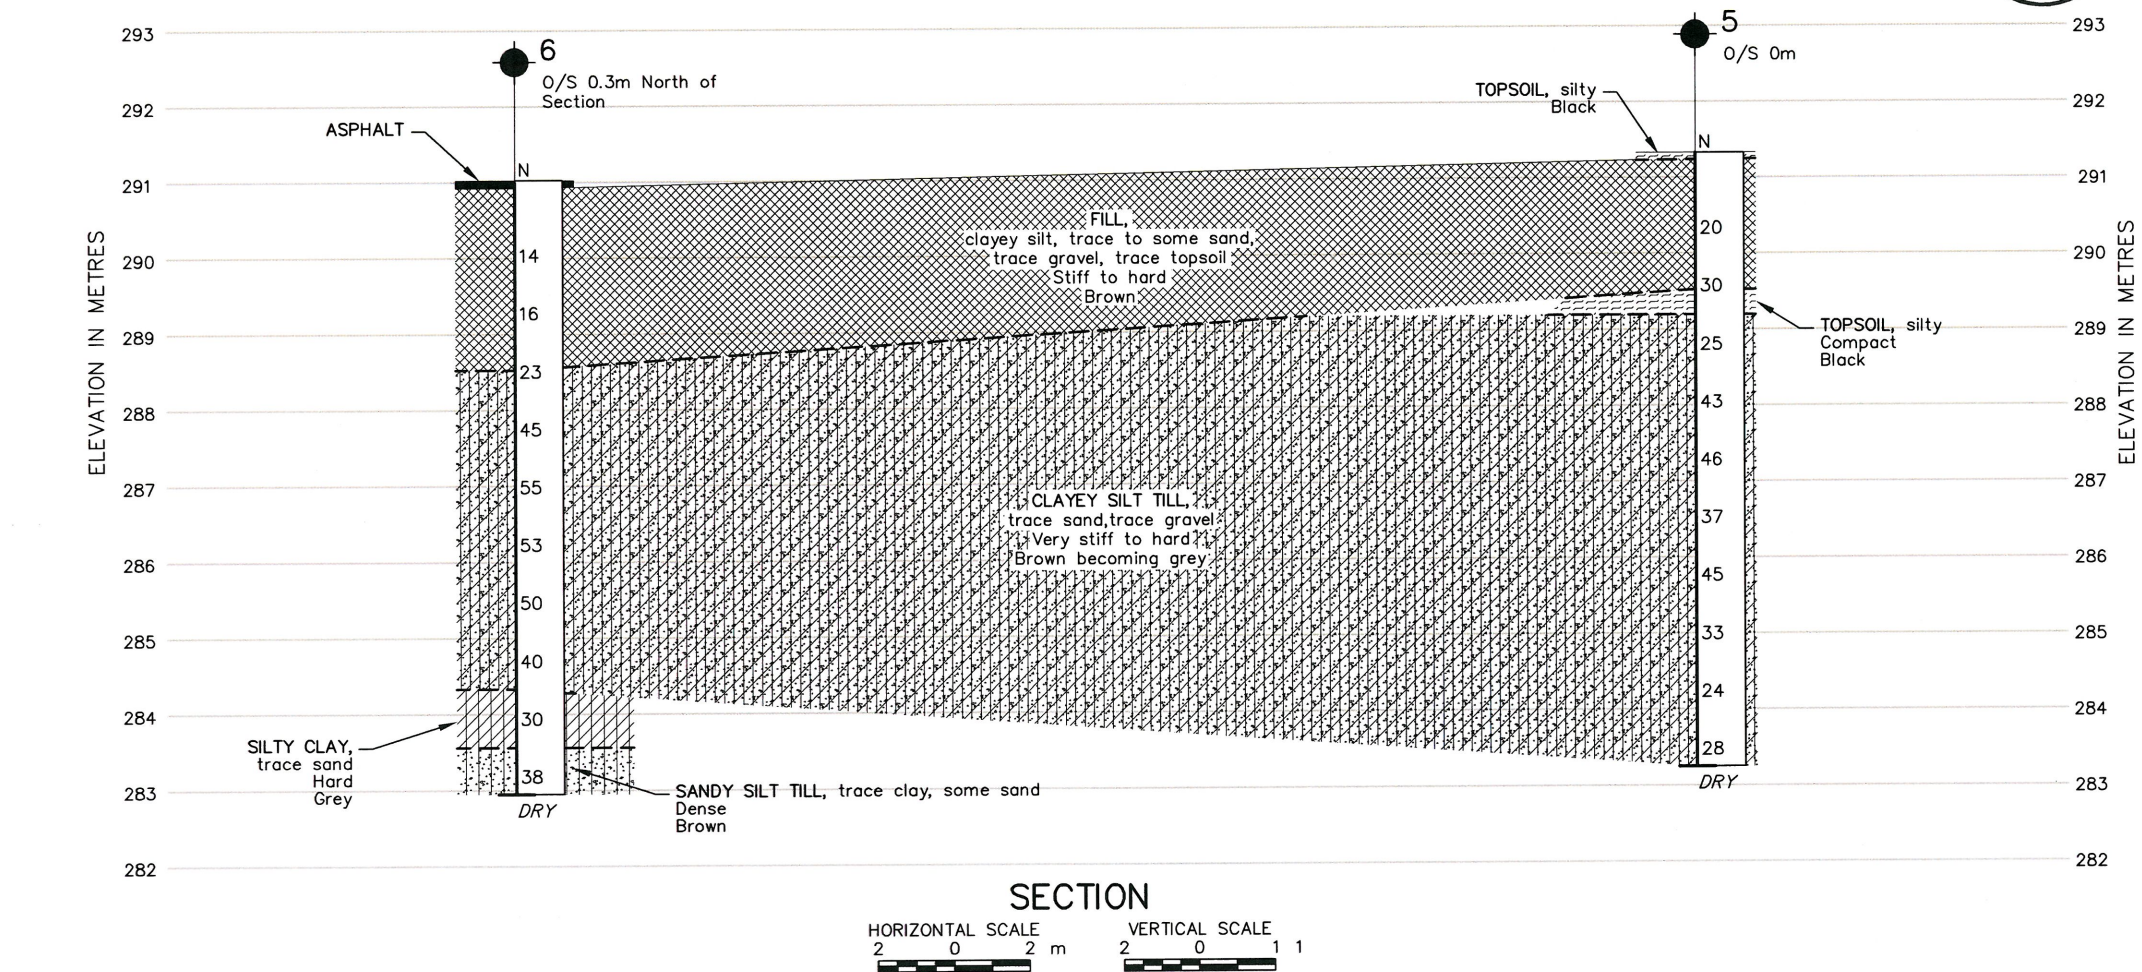 293
293
6
O/S 0.3m North of
Section
5
O/S 0m
292
292
ASPHALT
TOPSOIL, silty
Black
N
N
291
291
ELEVATION IN METRES
ELEVATION IN METRES
FILL,
clayey silt, trace to some sand,
trace gravel, trace topsoil
Stiff to hard
Brown
14
20
290
290
16
30
289
289
TOPSOIL, silty
Compact
Black
23
25
288
288
45
43
55
46
287
287
CLAYEY SILT TILL,
trace sand,trace gravel
Very stiff to hard
Brown becoming grey
53
37
286
286
50
45
285
285
40
33
30
24
284
284
SILTY CLAY,
trace sand
Hard
Grey
38
28
283
283
DRY
DRY
SANDY SILT TILL, trace clay, some sand
Dense
Brown
282
282
SECTION
HORIZONTAL SCALE
2 0 2 m
VERTICAL SCALE
2 0 1 1